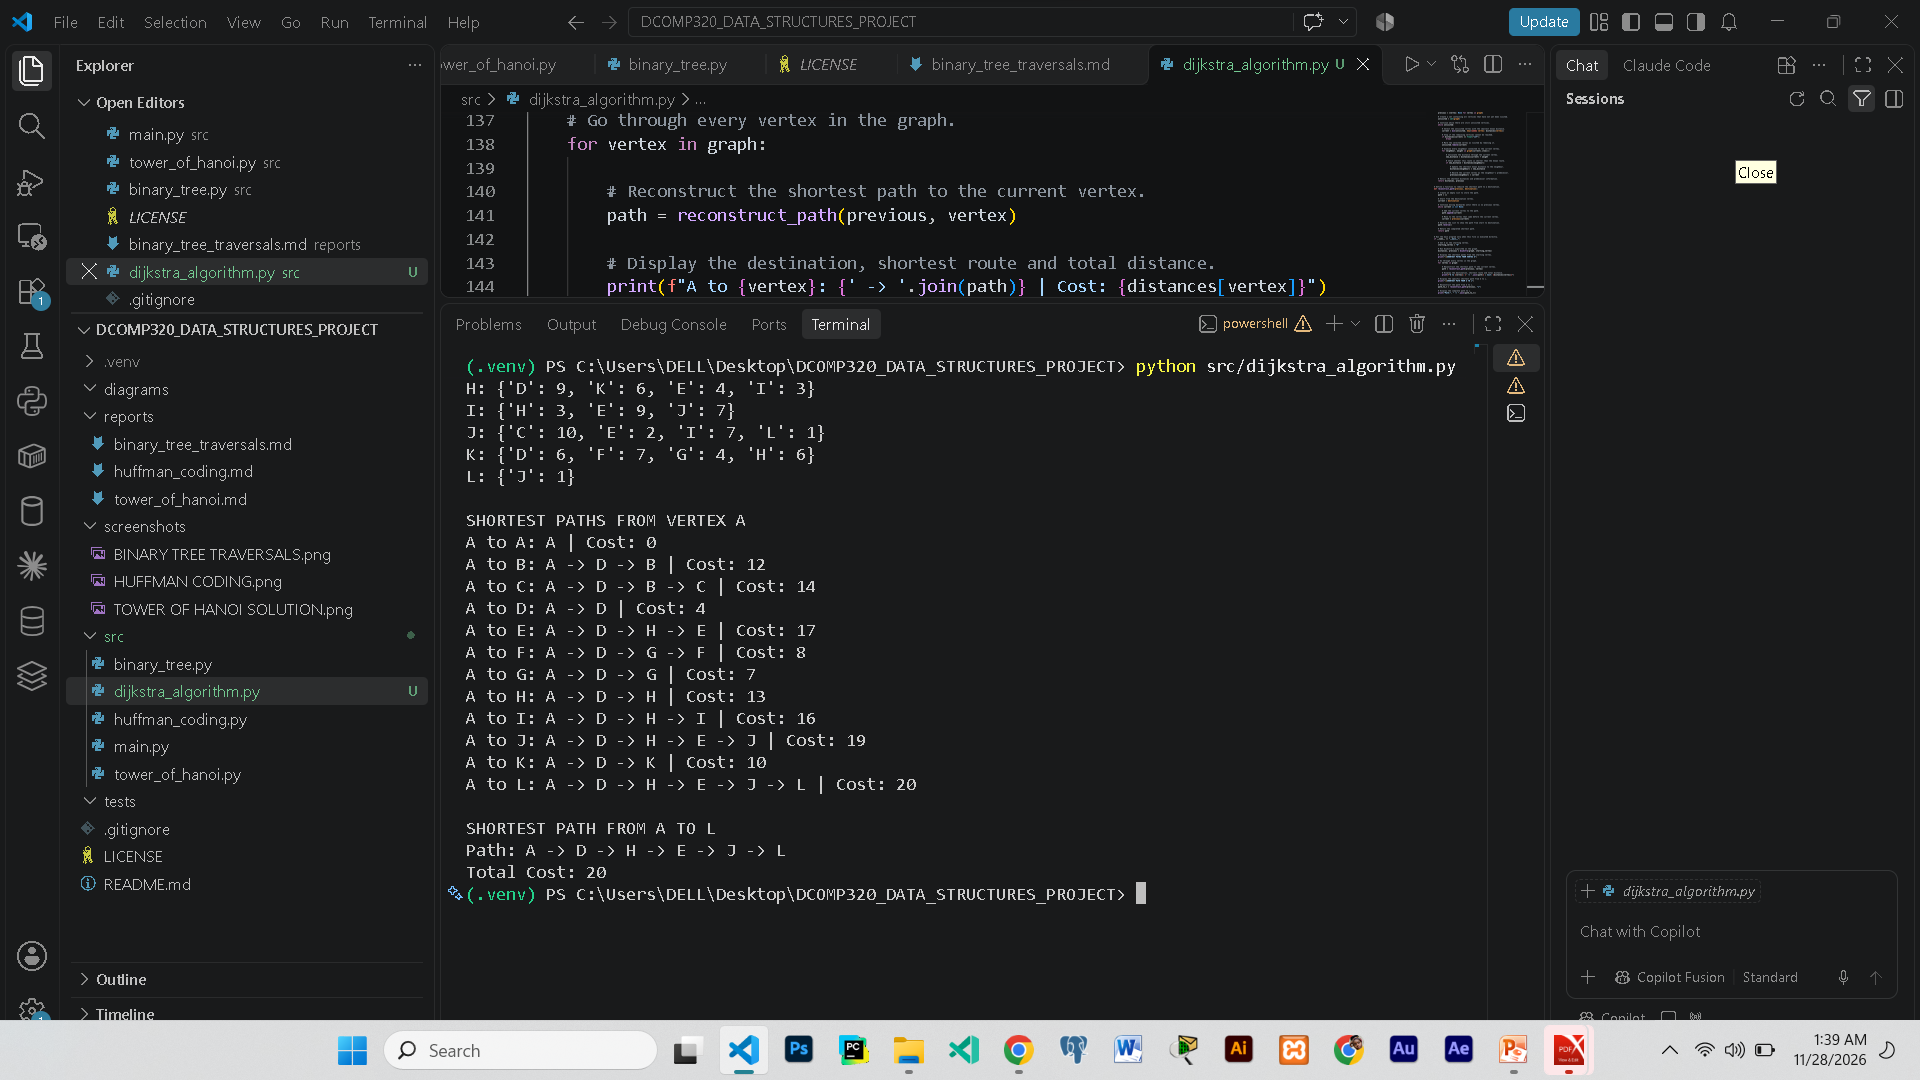 File Edit Selection View Go Run Terminal Help
DCOMP320_DATA_STRUCTURES_PROJECT
Update
Explorer
Open Editors
main.py src
tower_of_hanoi.py src
binary_tree.py src
LICENSE
binary_tree_traversals.md reports
dijkstra_algorithm.py src U
.gitignore
DCOMP320_DATA_STRUCTURES_PROJECT
.venv
diagrams
reports
binary_tree_traversals.md
huffman_coding.md
tower_of_hanoi.md
screenshots
BINARY TREE TRAVERSALS.png
HUFFMAN CODING.png
TOWER OF HANOI SOLUTION.png
src
binary_tree.py
dijkstra_algorithm.py U
huffman_coding.py
main.py
tower_of_hanoi.py
tests
.gitignore
LICENSE
README.md
Outline
Timeline
1
wer_of_hanoi.py binary_tree.py LICENSE binary_tree_traversals.md dijkstra_algorithm.py U
src > dijkstra_algorithm.py > ...
137 # Go through every vertex in the graph.
138 for vertex in graph:
139
140 # Reconstruct the shortest path to the current vertex.
141 path = reconstruct_path(previous, vertex)
142
143 # Display the destination, shortest route and total distance.
144 print(f"A to {vertex}: {' -> '.join(path)} | Cost: {distances[vertex]}")
Problems Output Debug Console Ports Terminal
powershell
(.venv) PS C:\Users\DELL\Desktop\DCOMP320_DATA_STRUCTURES_PROJECT> python src/dijkstra_algorithm.py
H: {'D': 9, 'K': 6, 'E': 4, 'I': 3}
I: {'H': 3, 'E': 9, 'J': 7}
J: {'C': 10, 'E': 2, 'I': 7, 'L': 1}
K: {'D': 6, 'F': 7, 'G': 4, 'H': 6}
L: {'J': 1}
SHORTEST PATHS FROM VERTEX A
A to A: A | Cost: 0
A to B: A -> D -> B | Cost: 12
A to C: A -> D -> B -> C | Cost: 14
A to D: A -> D | Cost: 4
A to E: A -> D -> H -> E | Cost: 17
A to F: A -> D -> G -> F | Cost: 8
A to G: A -> D -> G | Cost: 7
A to H: A -> D -> H | Cost: 13
A to I: A -> D -> H -> I | Cost: 16
A to J: A -> D -> H -> E -> J | Cost: 19
A to K: A -> D -> K | Cost: 10
A to L: A -> D -> H -> E -> J -> L | Cost: 20
SHORTEST PATH FROM A TO L
Path: A -> D -> H -> E -> J -> L
Total Cost: 20
(.venv) PS C:\Users\DELL\Desktop\DCOMP320_DATA_STRUCTURES_PROJECT>
Chat Claude Code
Sessions
Close
dijkstra_algorithm.py
Chat with Copilot
Copilot Fusion Standard
Copilot
Search
Ps
PC
W
Ai
Au
Ae
PDF
1:39 AM
11/28/2026